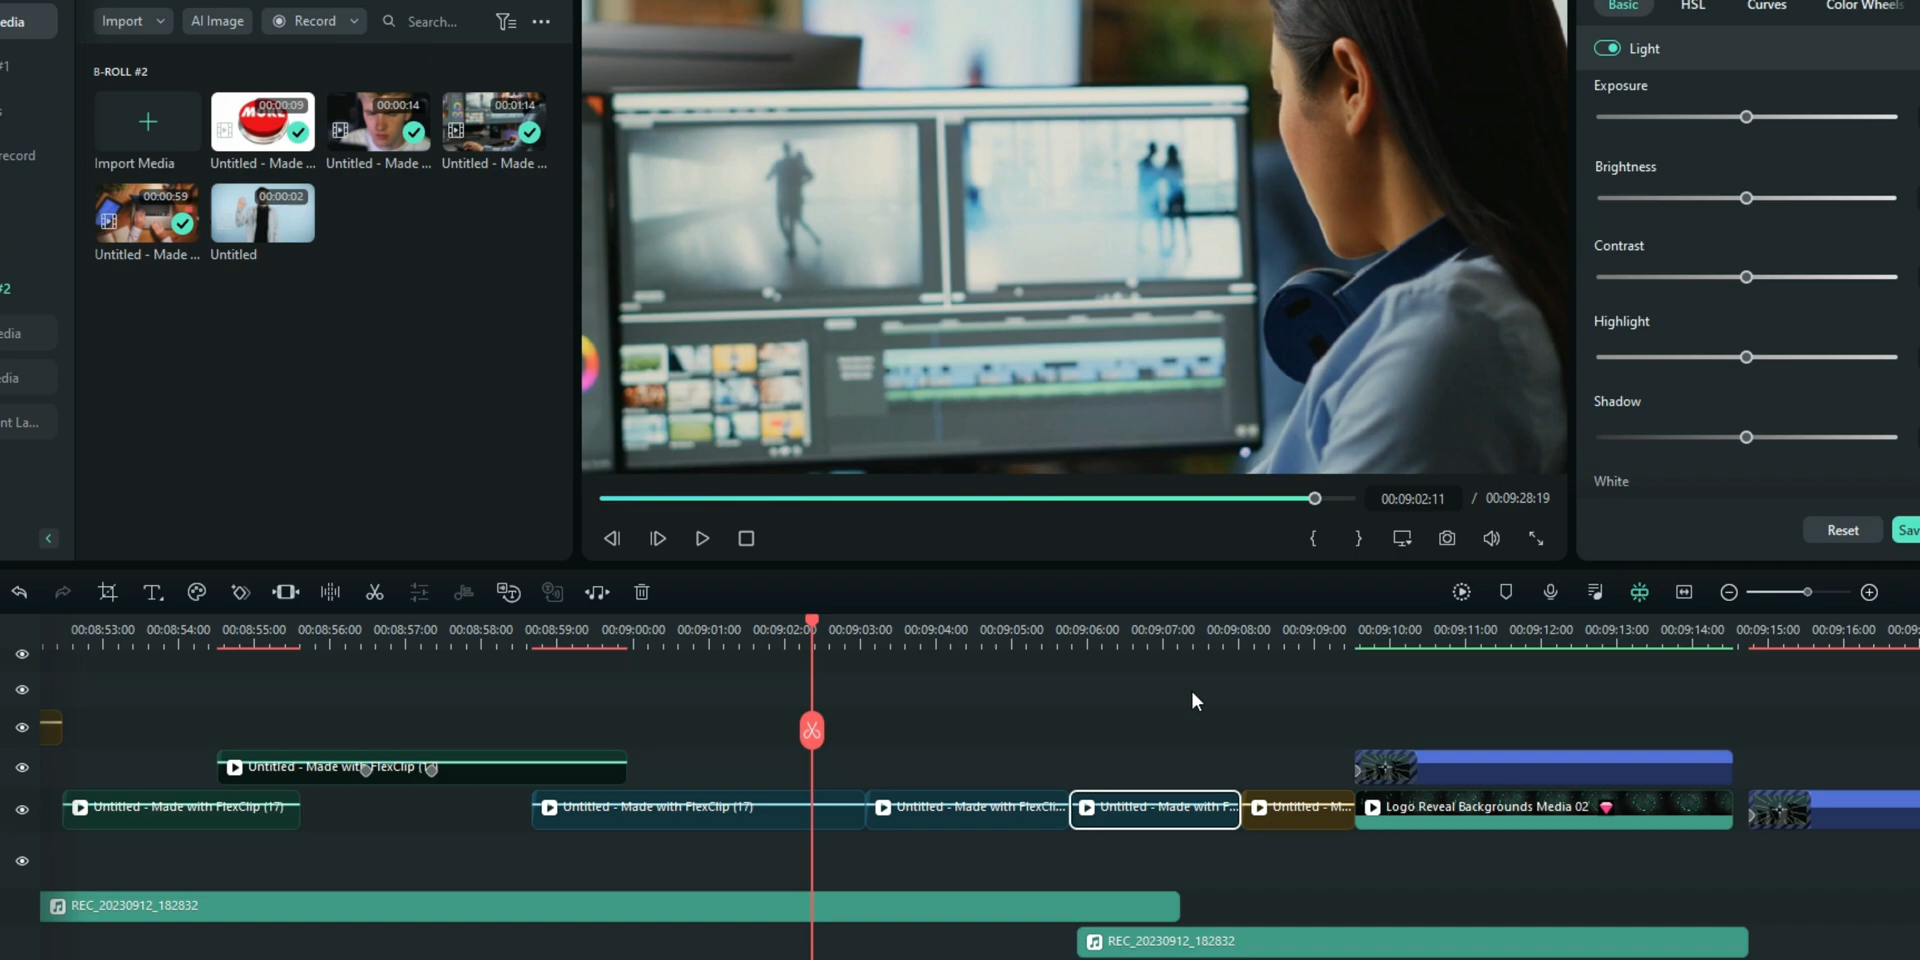 edia
Import
AI Image
Record
Search...
Basic
HSL
Curves
Color Wheels
#1
B-ROLL #2
Light
s
Exposure
MORE
00:00:09
00:00:14
00:01:14
record
Import Media
Untitled - Made ...
Untitled - Made ...
Untitled - Made ...
Brightness
00:00:59
00:00:02
Contrast
Untitled - Made ...
Untitled
#2
edia
Highlight
edia
Shadow
nt La...
White
00:09:02:11 / 00:09:28:19
Reset
Sav
T
00:08:53:00 00:08:54:00 00:08:55:00 00:08:56:00 00:08:57:00 00:08:58:00 00:08:59:00 00:09:00:00 00:09:01:00 00:09:02:00 00:09:03:00 00:09:04:00 00:09:05:00 00:09:06:00 00:09:07:00 00:09:08:00 00:09:09:00 00:09:10:00 00:09:11:00 00:09:12:00 00:09:13:00 00:09:14:00 00:09:15:00 00:09:16:00 00:09:
Untitled - Made with FlexClip
Untitled - Made with FlexClip (17)
Untitled - Made with FlexClip (17)
Untitled - Made with FlexCli...
Untitled - Made with F...
Untitled - M...
Logo Reveal Backgrounds Media 02
REC_20230912_182832
REC_20230912_182832